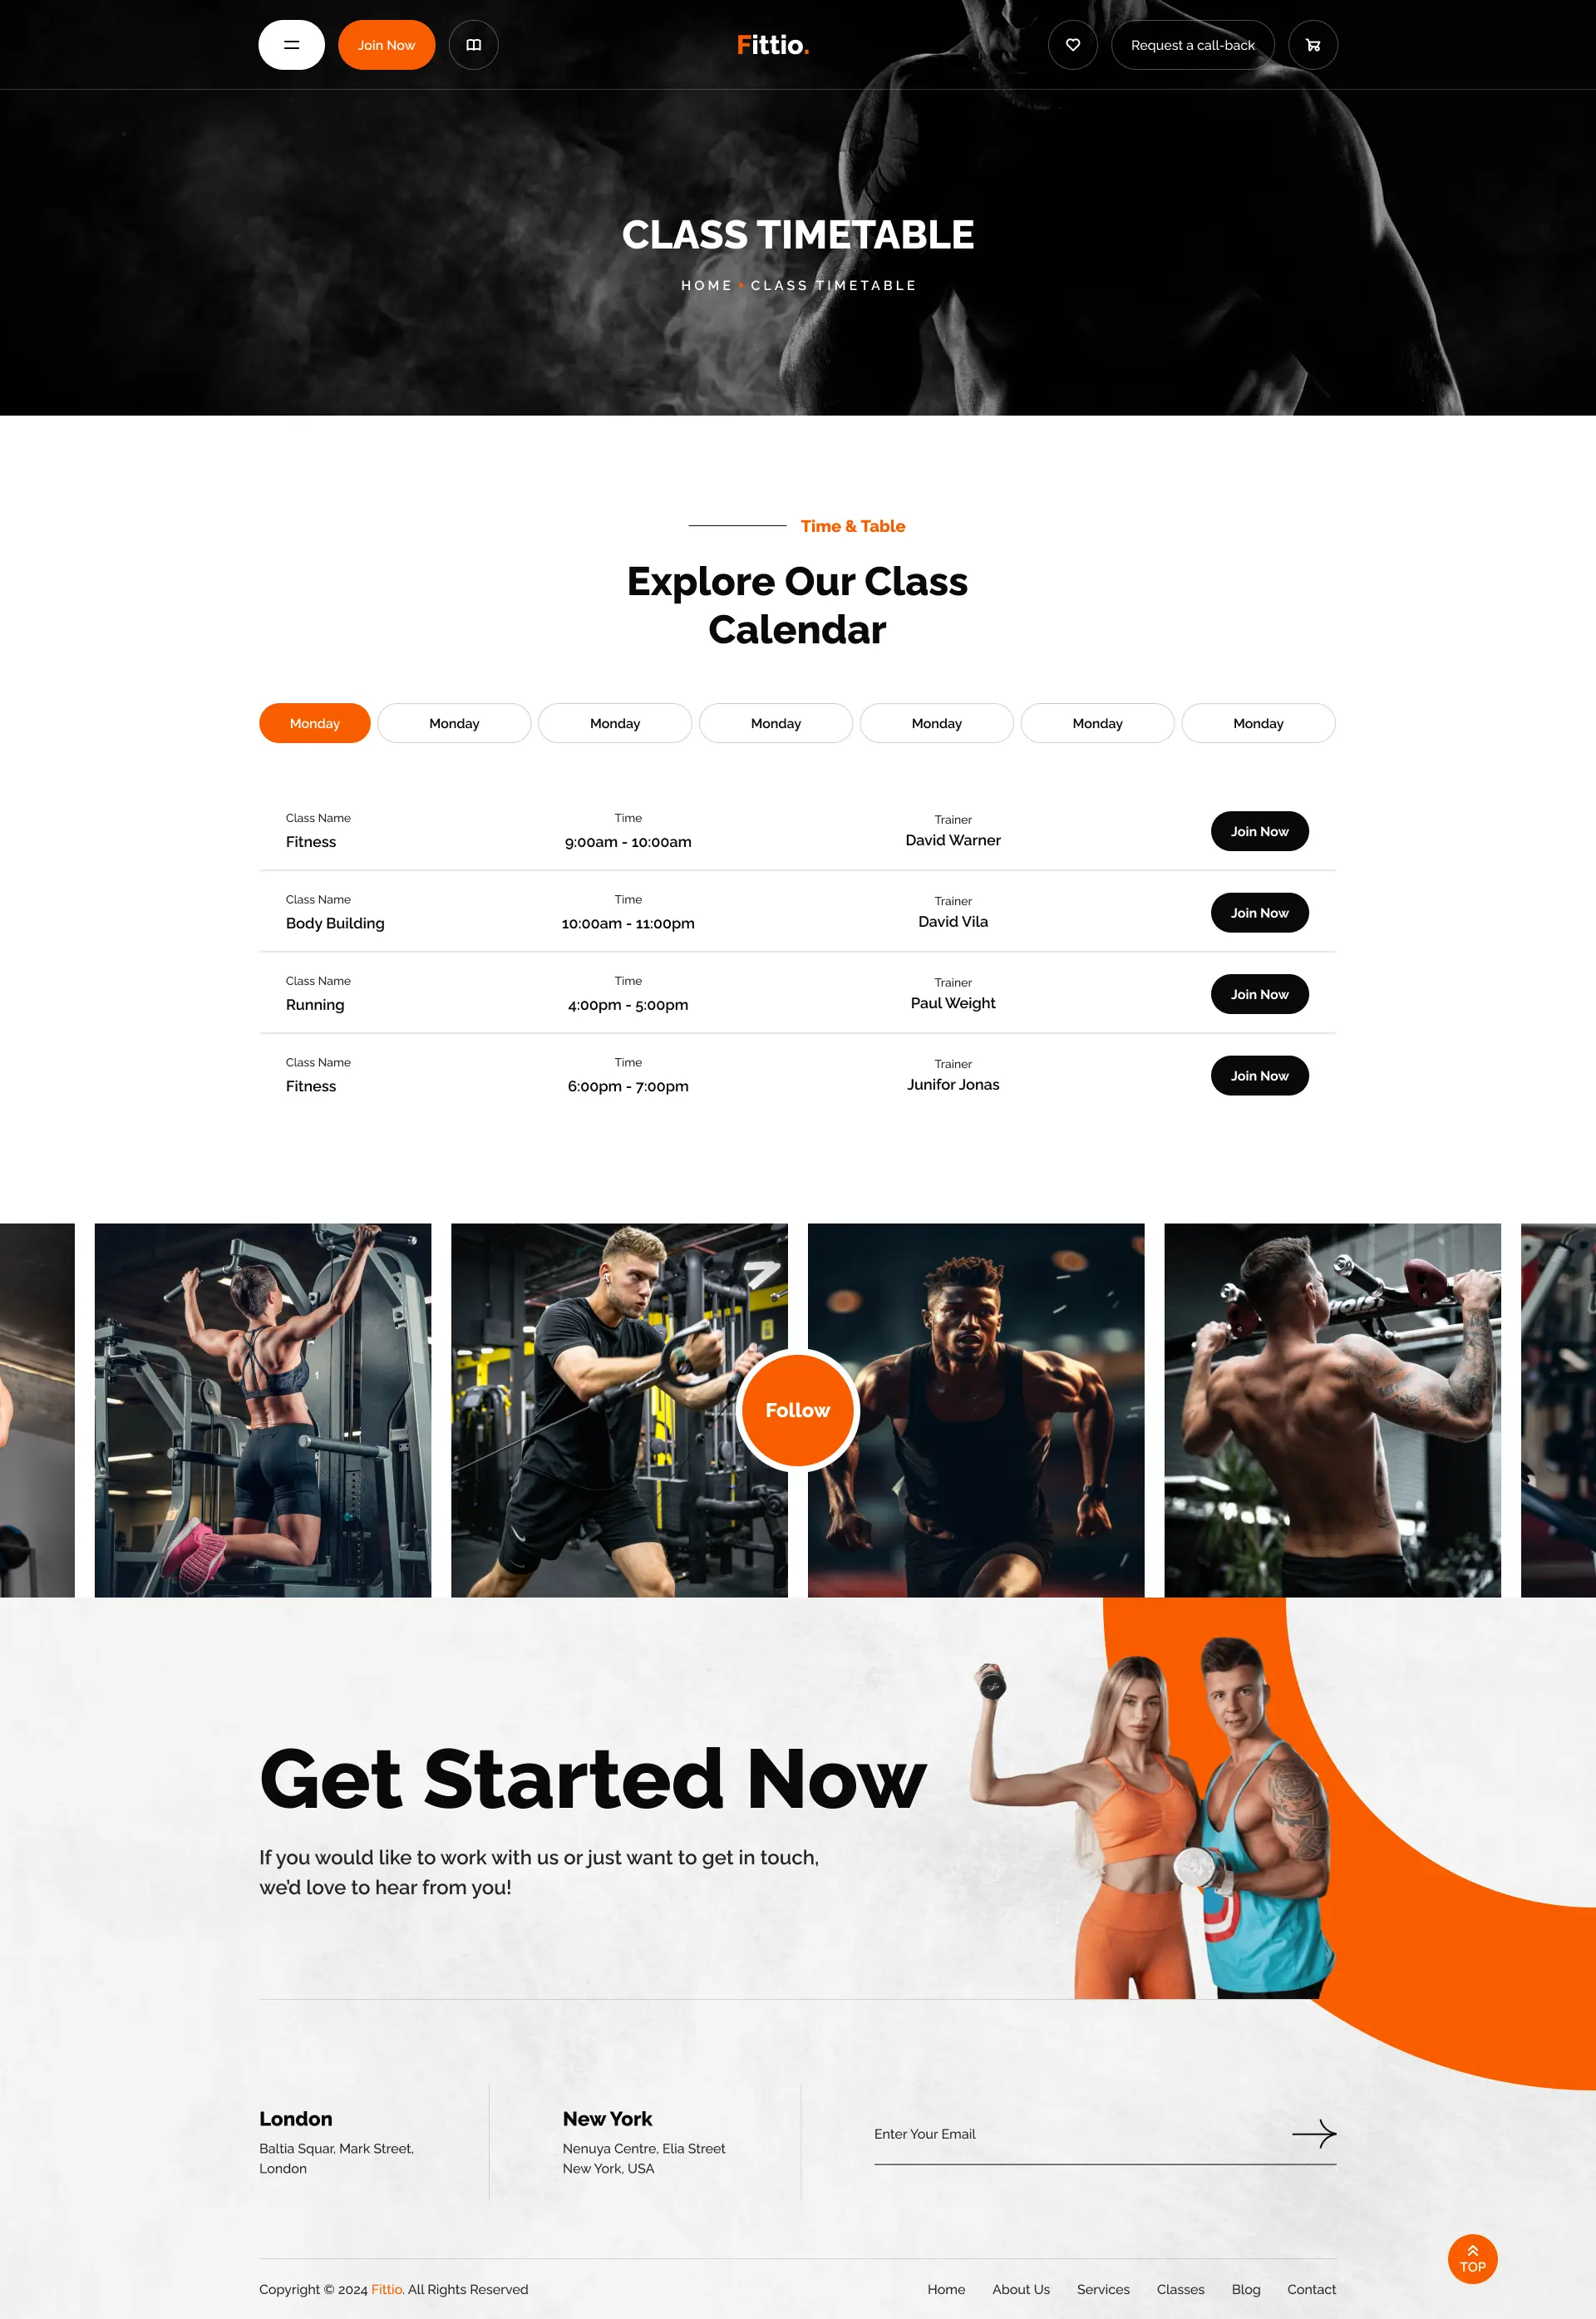 Join Now
Fittio.
Request a call-back
CLASS TIMETABLE
HOME CLASS TIMETABLE
Time & Table
Explore Our Class
Calendar
Monday Monday Monday Monday Monday Monday Monday
Class Name Time Trainer
Fitness 9:00am - 10:00am David Warner
Join Now
Class Name Time Trainer
Body Building 10:00am - 11:00pm David Vila
Join Now
Class Name Time Trainer
Running 4:00pm - 5:00pm Paul Weight
Join Now
Class Name Time Trainer
Fitness 6:00pm - 7:00pm Junifor Jonas
Join Now
HOIST
Follow
Get Started Now
If you would like to work with us or just want to get in touch,
we'd love to hear from you!
London
Baltia Squar, Mark Street,
London
New York
Nenuya Centre, Elia Street
New York, USA
Enter Your Email
TOP
Copyright © 2024 Fittio. All Rights Reserved
Home About Us Services Classes Blog Contact